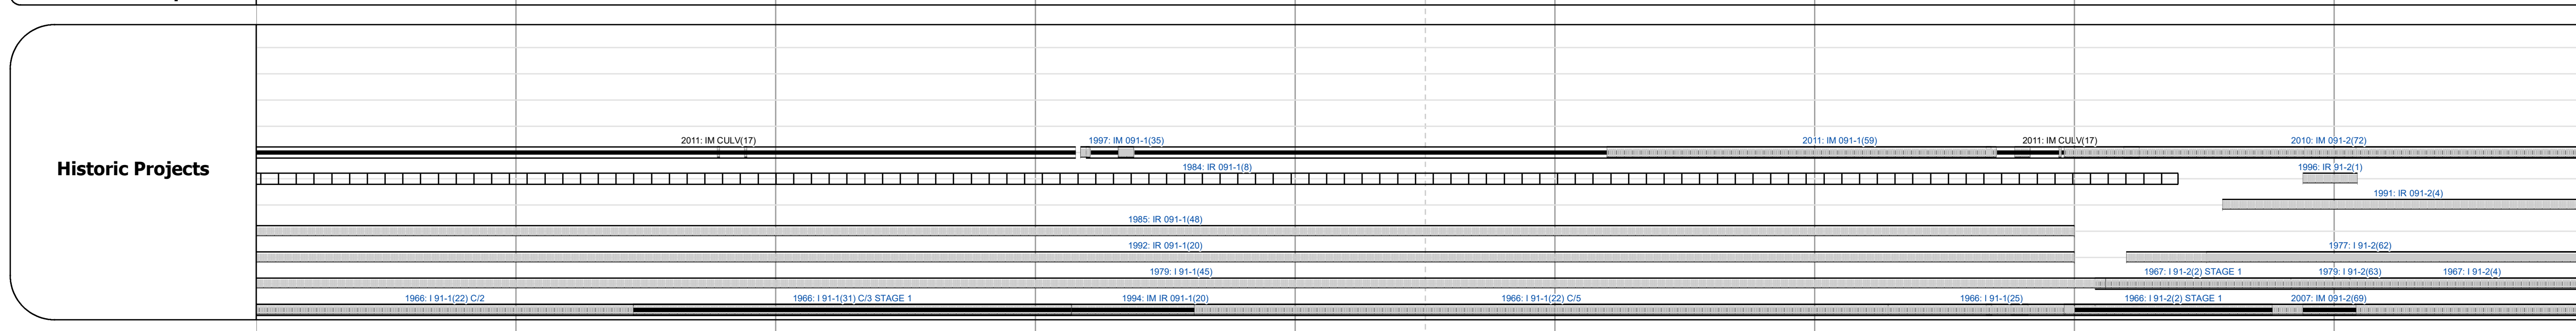 Historic Projects
2011: IM CULV(17) 1997: IM 091-1(35) 2011: IM 091-1(59) 2011: IM CULV(17) 2010: IM 091-2(72)
1984: IR 091-1(8) 1996: IR 91-2(1)
1991: IR 091-2(4)
1985: IR 091-1(48)
1992: IR 091-1(20) 1977: I 91-2(62)
1979: I 91-1(45) 1967: I 91-2(2) STAGE 1 1979: I 91-2(63) 1967: I 91-2(4)
1966: I 91-1(22) C/2 1966: I 91-1(31) C/3 STAGE 1 1994: IM IR 091-1(20) 1966: I 91-1(22) C/5 1966: I 91-1(25) 1966: I 91-2(2) STAGE 1 2007: IM 091-2(69)